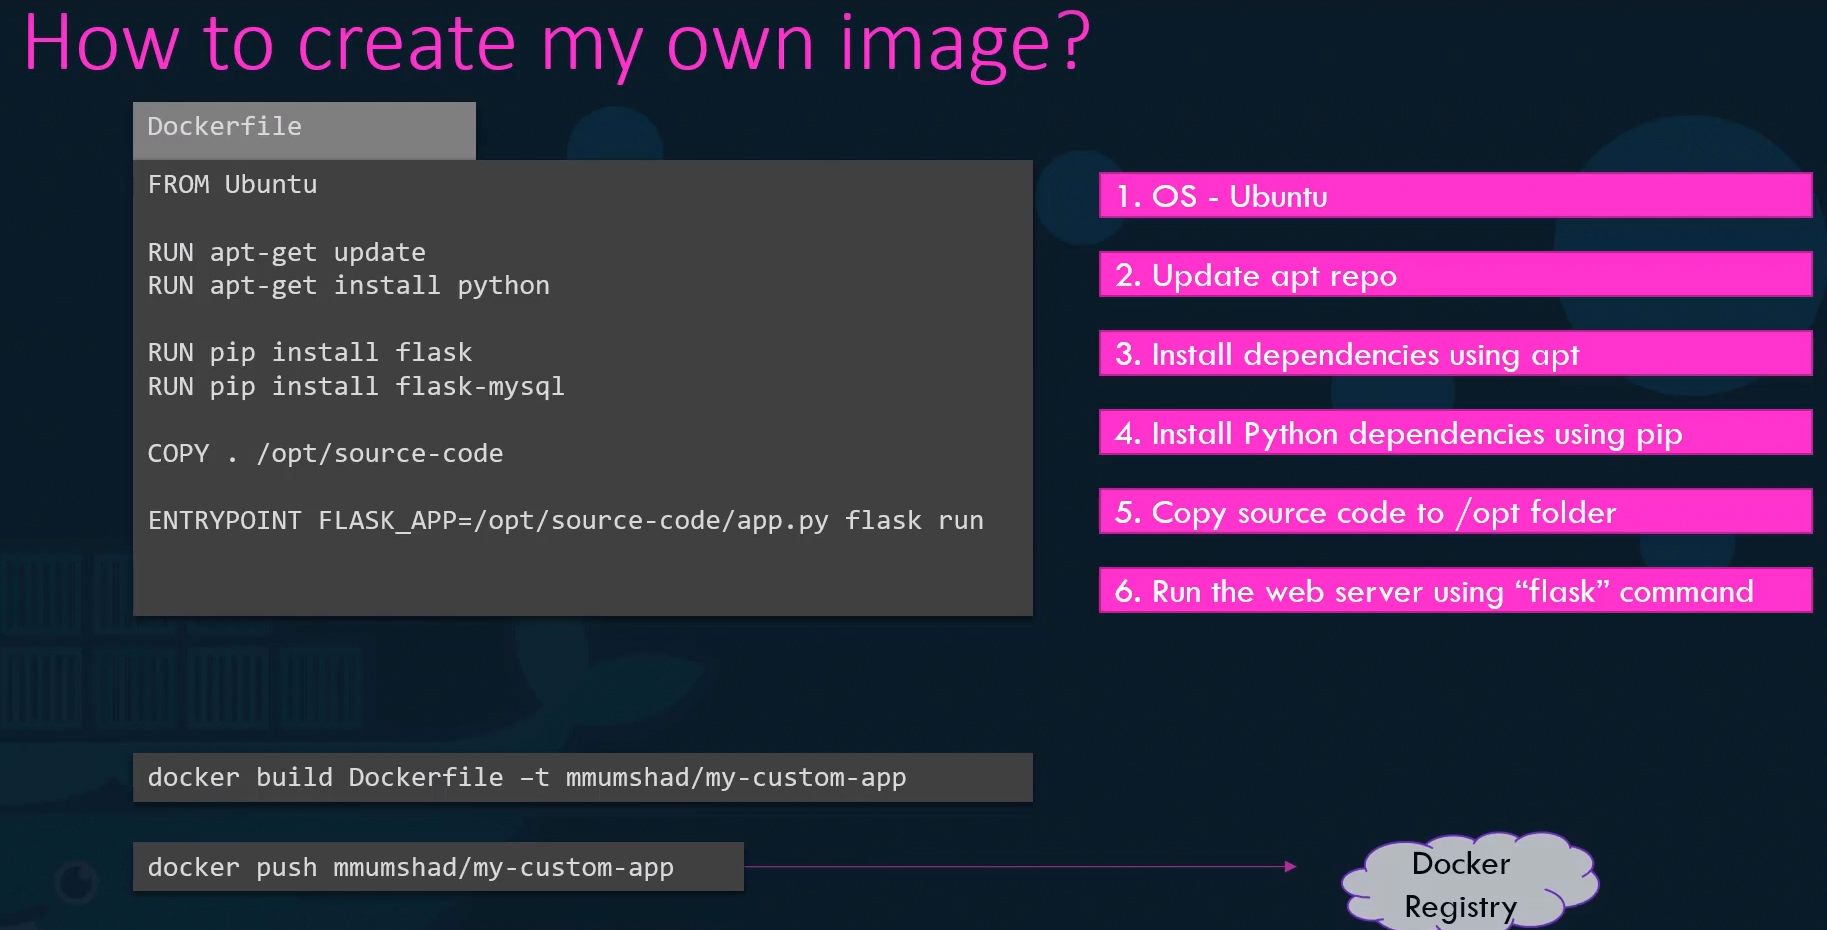 How to create my own image?
Dockerfile
FROM Ubuntu
RUN apt-get update
RUN apt-get install python
RUN pip install flask
RUN pip install flask-mysql
COPY . /opt/source-code
ENTRYPOINT FLASK_APP=/opt/source-code/app.py flask run
1. OS - Ubuntu
2. Update apt repo
3. Install dependencies using apt
4. Install Python dependencies using pip
5. Copy source code to /opt folder
6. Run the web server using “flask” command
docker build Dockerfile –t mmumshad/my-custom-app
docker push mmumshad/my-custom-app
Docker
Registry